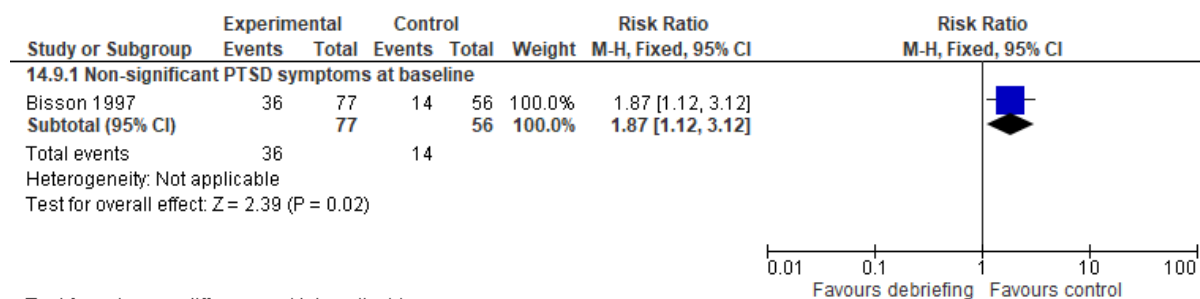 Experimental Control Risk Ratio Risk Ratio
Study or Subgroup Events Total Events Total Weight M-H, Fixed, 95% CI M-H, Fixed, 95% CI
14.9.1 Non-significant PTSD symptoms at baseline
Bisson 1997 36 77 14 56 100.0% 1.87 [1.12, 3.12]
Subtotal (95% CI) 77 56 100.0% 1.87 [1.12, 3.12]
Total events 36 14
Heterogeneity: Not applicable
Test for overall effect: Z = 2.39 (P = 0.02)
0.01 0.1 1 10 100
Favours debriefing Favours control